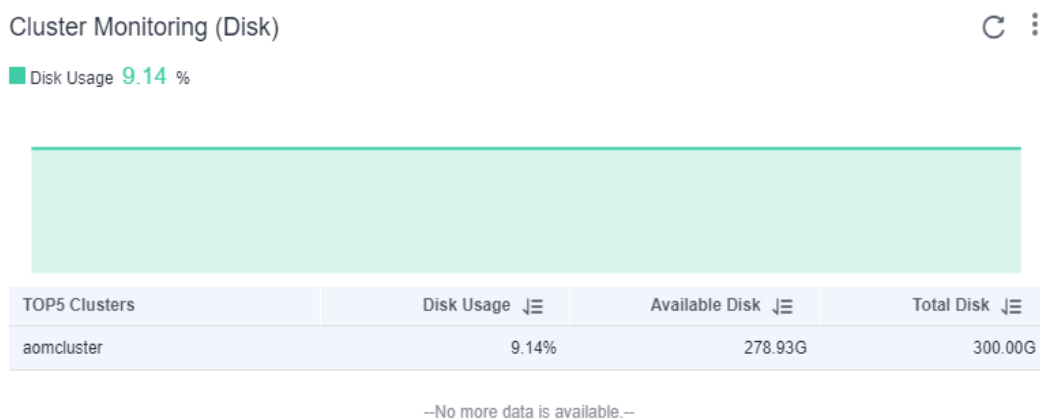 Cluster Monitoring (Disk)
Disk Usage 9.14 %
TOP5 Clusters Disk Usage Available Disk Total Disk
aomcluster 9.14% 278.93G 300.00G
--No more data is available.--